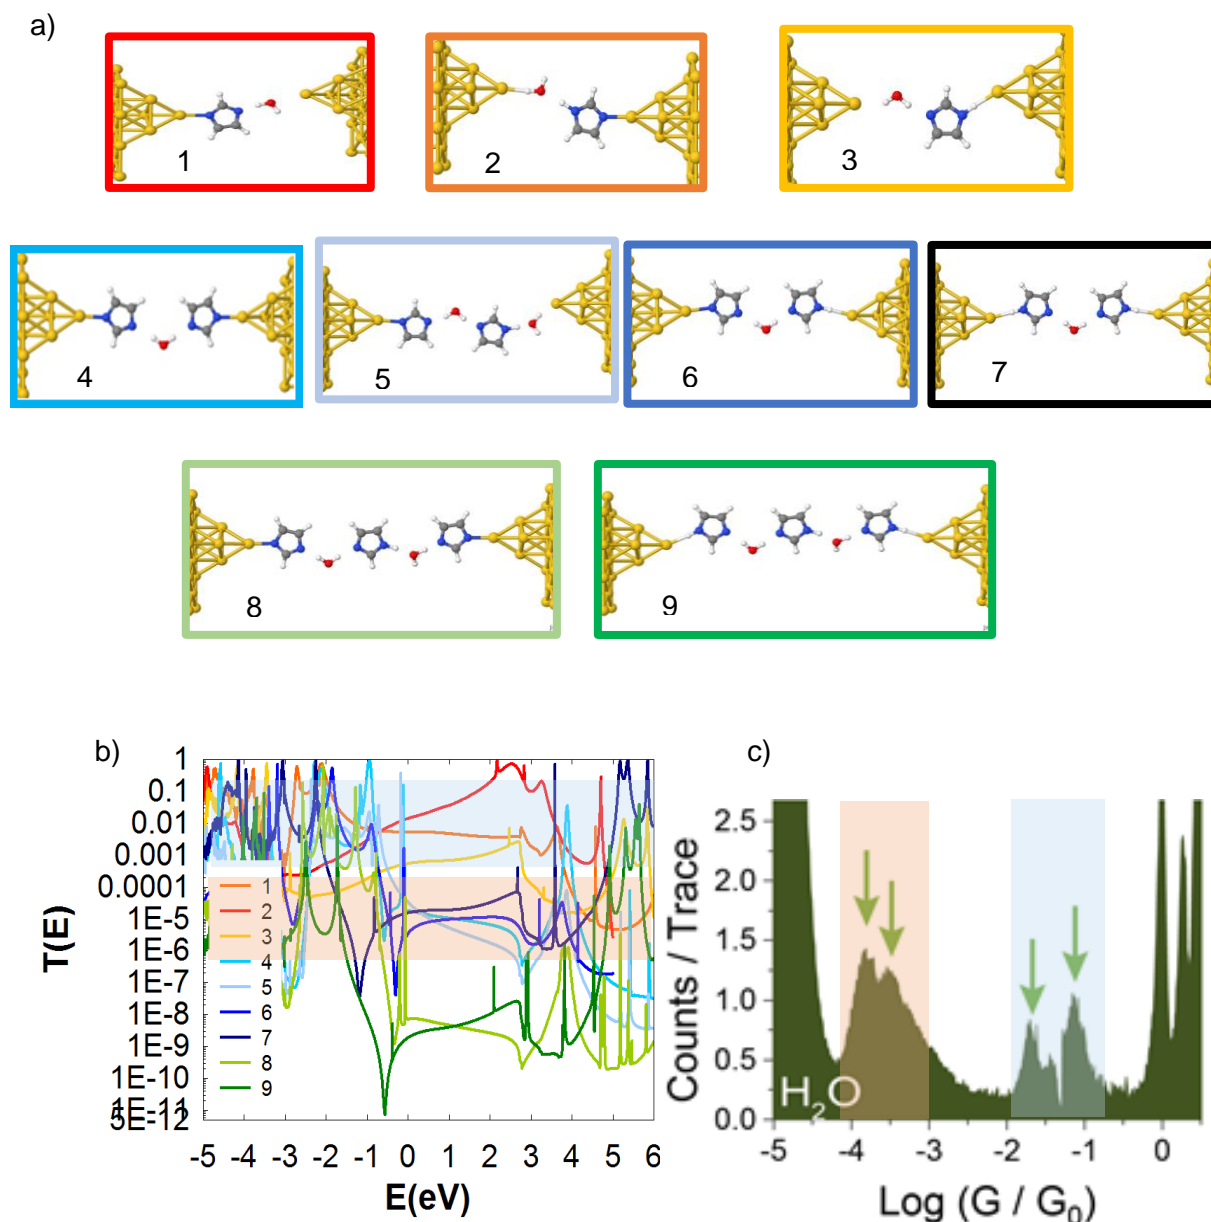 a)
1
2
3
4
5
6
7
8
9
b)
T(E)
1
0.1
0.01
0.001
0.0001
1E-5
1E-6
1E-7
1E-8
1E-9
1E-10
1E-11
5E-12
1
2
3
4
5
6
7
8
9
-5 -4 -3 -2 -1 0 1 2 3 4 5 6
E(eV)
c)
Counts / Trace
2.5
2.0
1.5
1.0
0.5
0.0
H₂O
-5 -4 -3 -2 -1 0
Log (G / G₀)